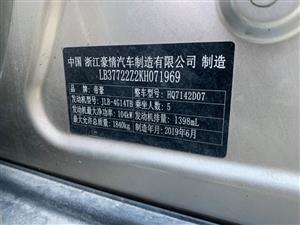 中国 浙江豪情汽车制造有限公司 制造
LB37722Z2KH071969
品牌：帝豪 整车型号：HQ7142D07
发动机型号：JLB-4G14TB 乘坐人数：5
发动机最大净功率：104kW 发动机排量：1398mL
最大允许总质量：1840kg 制造年月：2019年6月